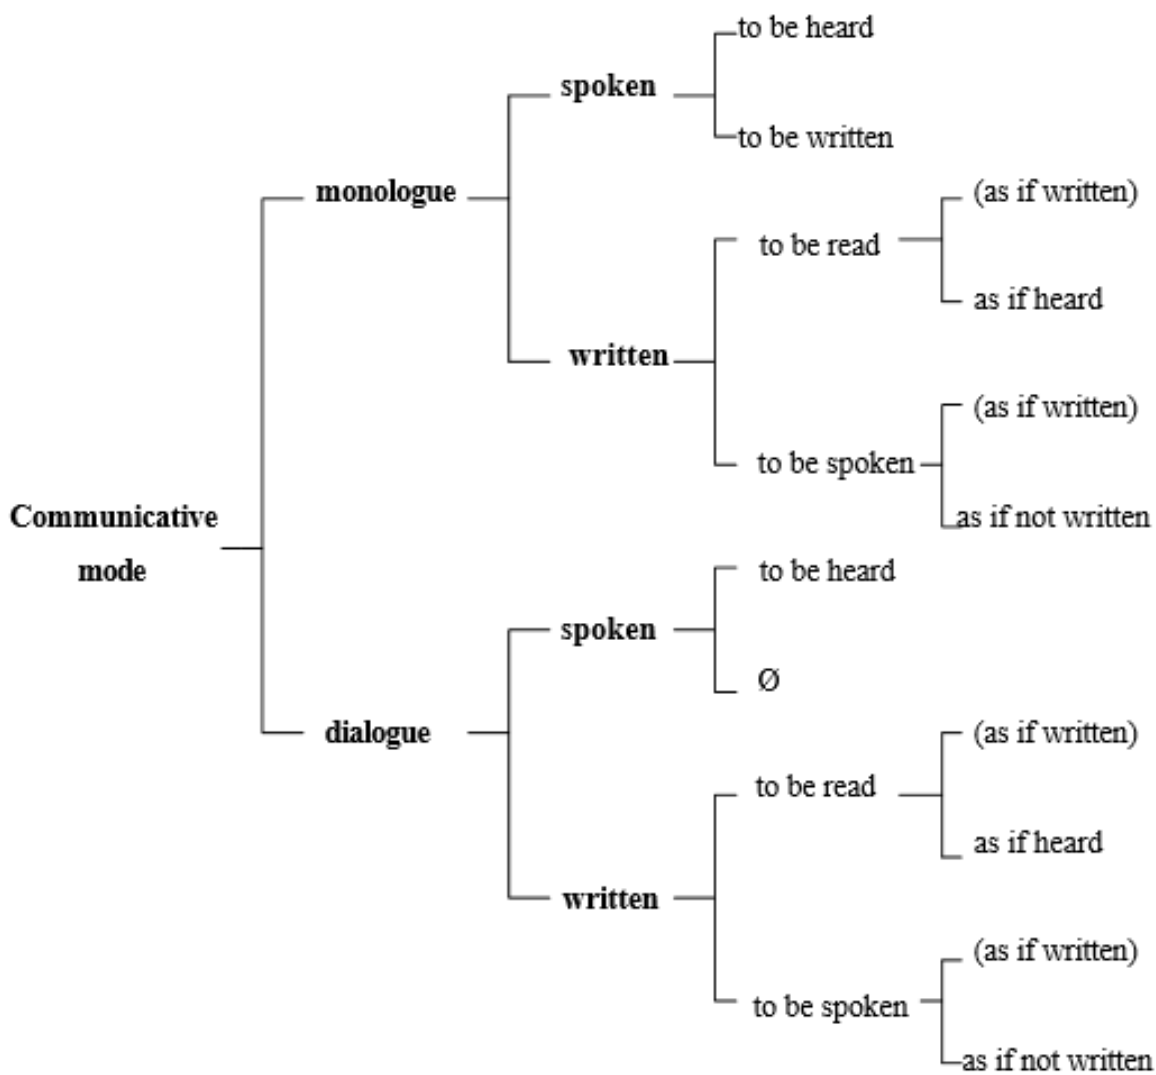 to be heard
spoken
to be written
monologue
(as if written)
to be read
as if heard
written
(as if written)
to be spoken
as if not written
Communicative
mode
to be heard
spoken
Ø
dialogue
(as if written)
to be read
as if heard
written
(as if written)
to be spoken
as if not written